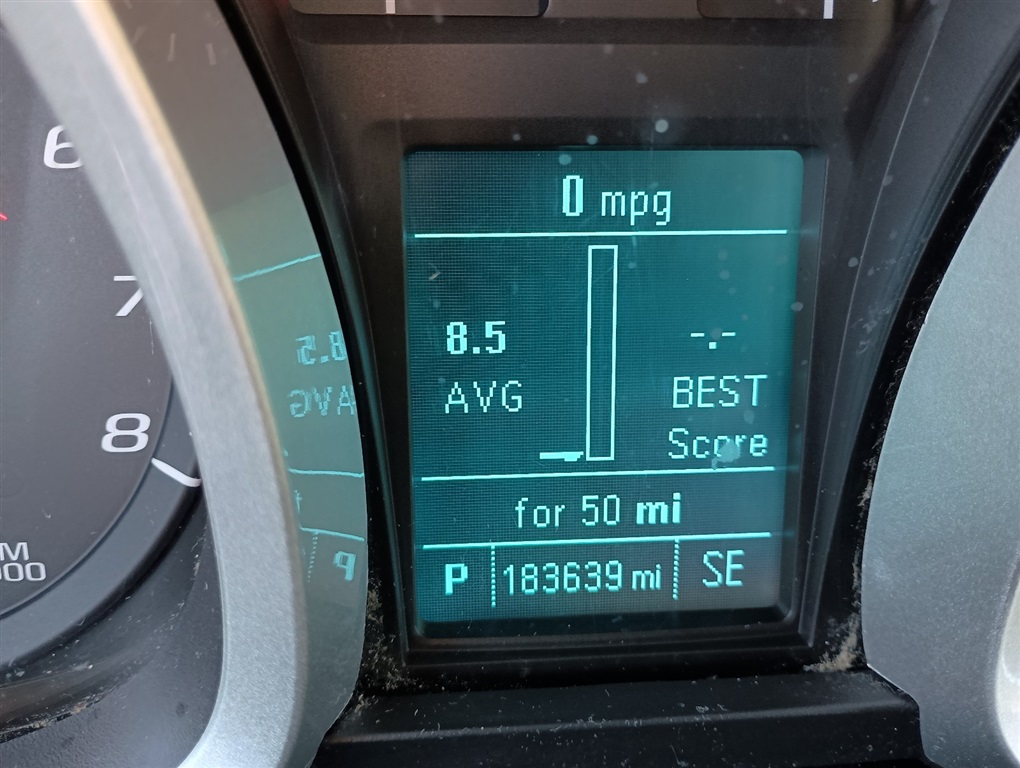 0 mpg
8.5
AVG
-.-
BEST
Score
for 50 mi
P 183639 mi SE
6
7
8